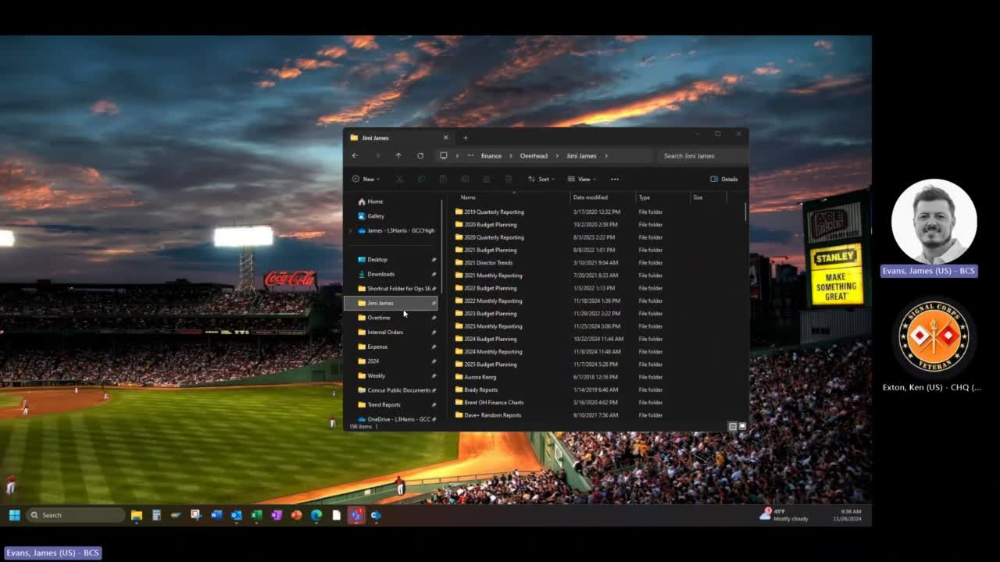 Jimi James
finance > Overhead > Jimi James >
Search Jimi James
New
Sort
View
Details
Name Date modified Type Size
Home
Gallery
James - L3Harris - GCCHigh
Desktop
Downloads
Shortcut Folder for Ops Sli
Jimi James
Overtime
Internal Orders
Expense
2024
Weekly
Concur Public Documents
Trend Reports
OneDrive - L3Harris - GCC
196 items
2019 Quarterly Reporting 3/17/2020 12:32 PM File folder
2020 Budget Planning 10/2/2020 2:59 PM File folder
2020 Quarterly Reporting 8/3/2023 2:22 PM File folder
2021 Budget Planning 8/8/2022 1:01 PM File folder
2021 Director Trends 3/10/2021 9:04 AM File folder
2021 Monthly Reporting 7/20/2021 8:33 AM File folder
2022 Budget Planning 1/3/2022 1:13 PM File folder
2022 Monthly Reporting 11/18/2024 1:36 PM File folder
2023 Budget Planning 11/29/2022 2:22 PM File folder
2023 Monthly Reporting 11/25/2024 3:06 PM File folder
2024 Budget Planning 10/22/2024 11:44 AM File folder
2024 Monthly Reporting 11/8/2024 11:48 AM File folder
2025 Budget Planning 11/7/2024 5:28 PM File folder
Aurora Reorg 6/7/2018 12:16 PM File folder
Brady Reports 1/14/2019 6:46 AM File folder
Brent OH Finance Charts 3/16/2020 4:02 PM File folder
Dave+ Random Reports 9/10/2021 7:56 AM File folder
Coca-Cola
STANLEY
MAKE
SOMETHING
GREAT
Search
1
45°F
Mostly cloudy
9:38 AM
11/26/2024
Evans, James (US) - BCS
SIGNAL CORPS
VETERAN
Exton, Ken (US) - CHQ (...
Evans, James (US) - BCS